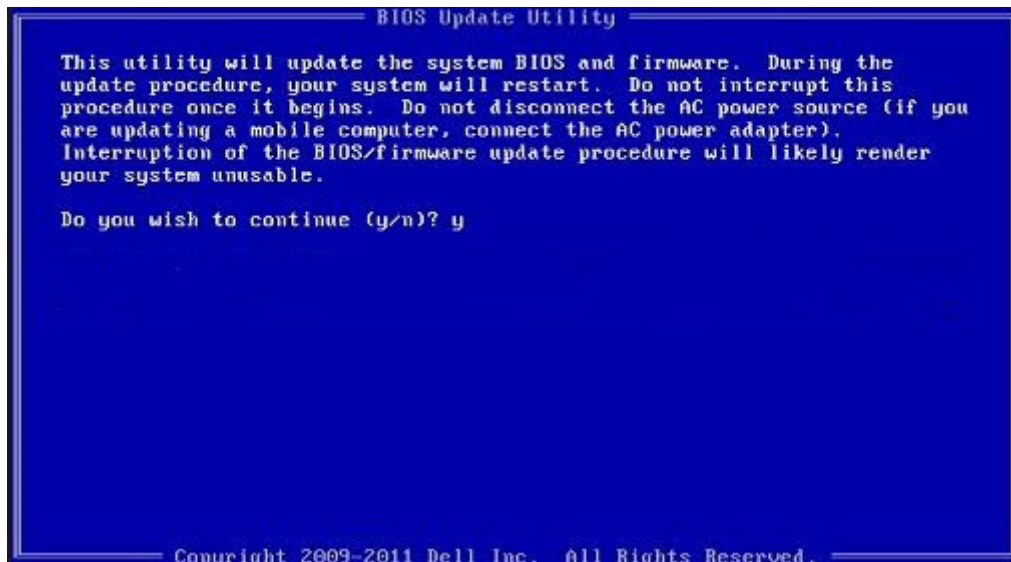 BIOS Update Utility
This utility will update the system BIOS and firmware. During the
update procedure, your system will restart. Do not interrupt this
procedure once it begins. Do not disconnect the AC power source (if you
are updating a mobile computer, connect the AC power adapter).
Interruption of the BIOS/firmware update procedure will likely render
your system unusable.
Do you wish to continue (y/n)? y
Copyright 2009-2011 Dell Inc. All Rights Reserved.